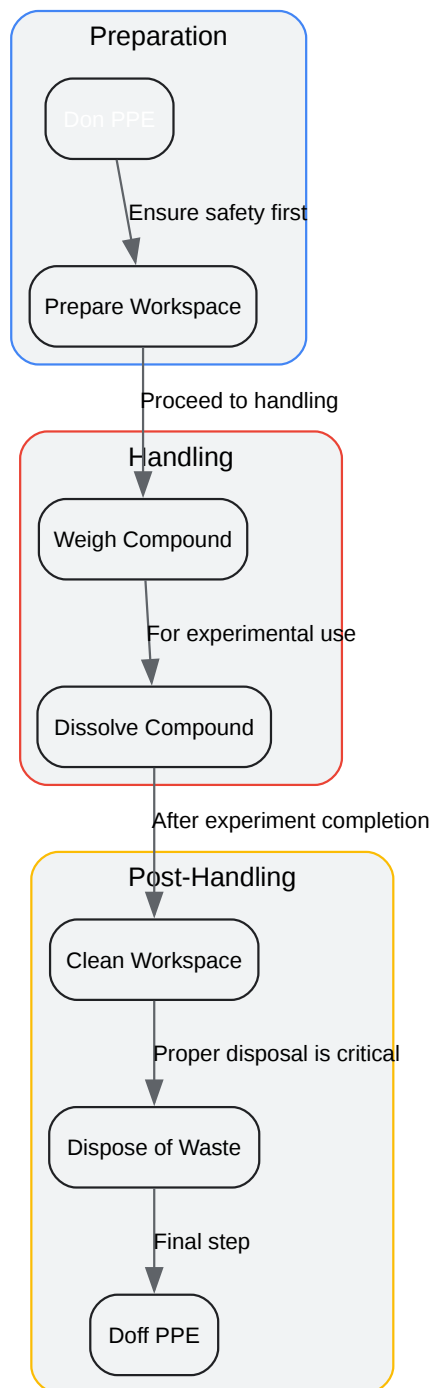 Preparation
Don PPE
Ensure safety first
Prepare Workspace
Proceed to handling
Handling
Weigh Compound
For experimental use
Dissolve Compound
After experiment completion
Post-Handling
Clean Workspace
Proper disposal is critical
Dispose of Waste
Final step
Doff PPE